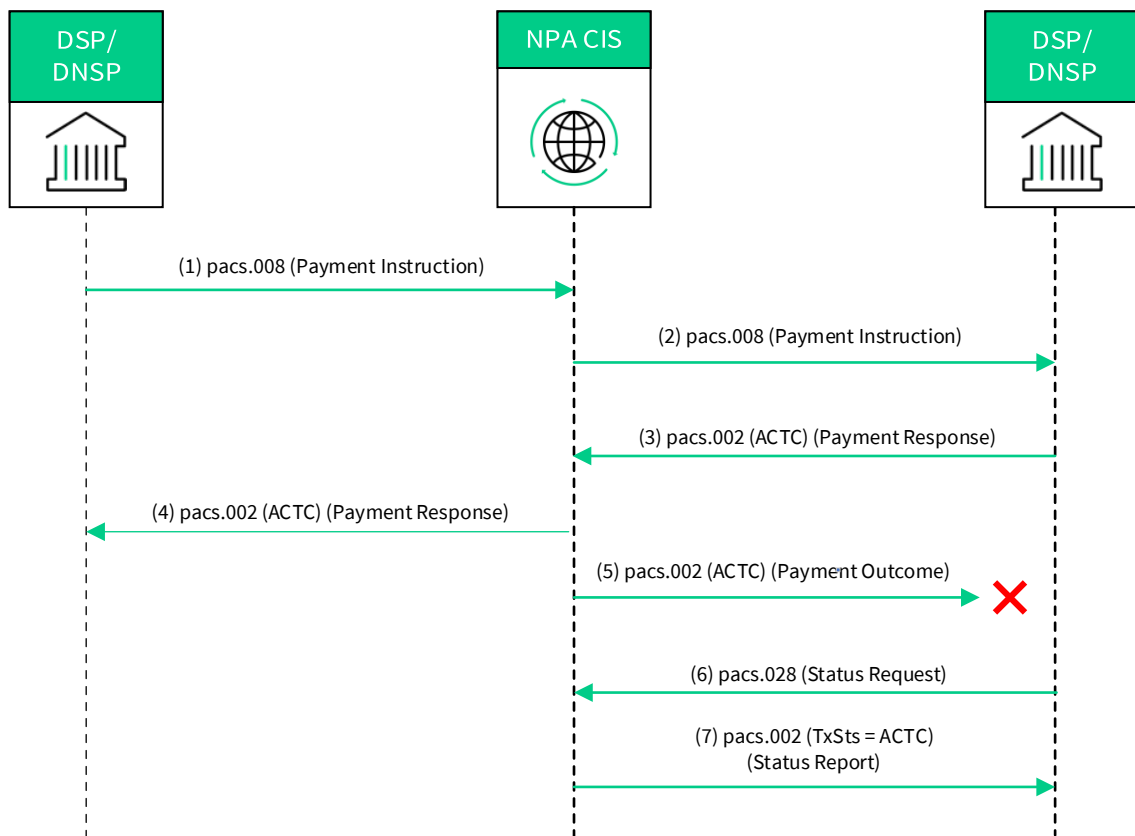 DSP/
DNSP
NPA CIS
DSP/
DNSP
(1) pacs.008 (Payment Instruction)
(2) pacs.008 (Payment Instruction)
(3) pacs.002 (ACTC) (Payment Response)
(4) pacs.002 (ACTC) (Payment Response)
(5) pacs.002 (ACTC) (Payment Outcome)
(6) pacs.028 (Status Request)
(7) pacs.002 (TxSts = ACTC)
(Status Report)